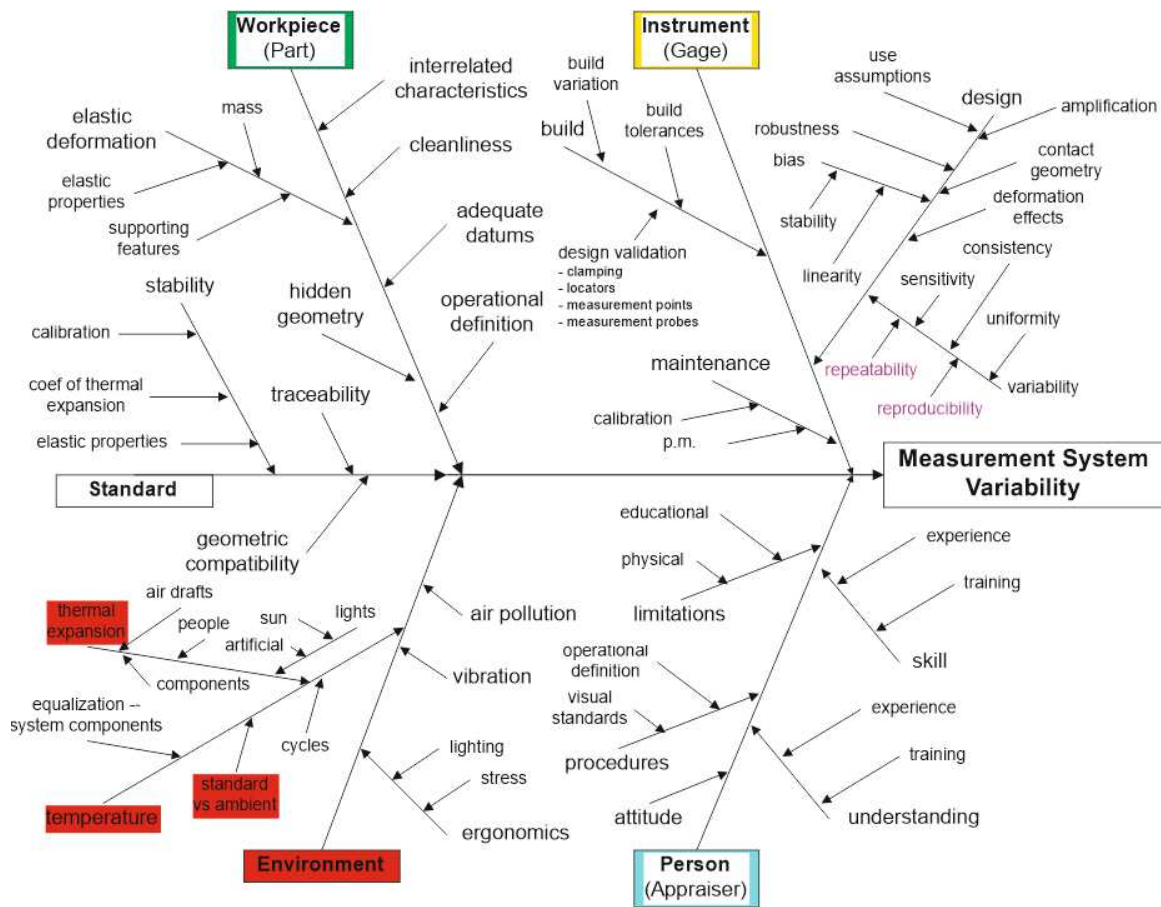 Workpiece
(Part)
Instrument
(Gage)
interrelated
characteristics
cleanliness
adequate
datums
operational
definition
elastic
deformation
mass
elastic
properties
supporting
features
hidden
geometry
stability
calibration
coef of thermal
expansion
elastic properties
traceability
Standard
geometric
compatibility
build
variation
build
build
tolerances
design validation
- clamping
- locators
- measurement points
- measurement probes
use
assumptions
design
amplification
robustness
bias
contact
geometry
stability
deformation
effects
linearity
consistency
sensitivity
uniformity
repeatability
variability
reproducibility
maintenance
calibration
p.m.
Measurement System
Variability
thermal
expansion
air drafts
people
sun
lights
artificial
components
equalization --
system components
cycles
temperature
standard
vs ambient
air pollution
vibration
lighting
stress
ergonomics
Environment
educational
physical
limitations
experience
training
skill
operational
definition
visual
standards
procedures
attitude
experience
training
understanding
Person
(Appraiser)